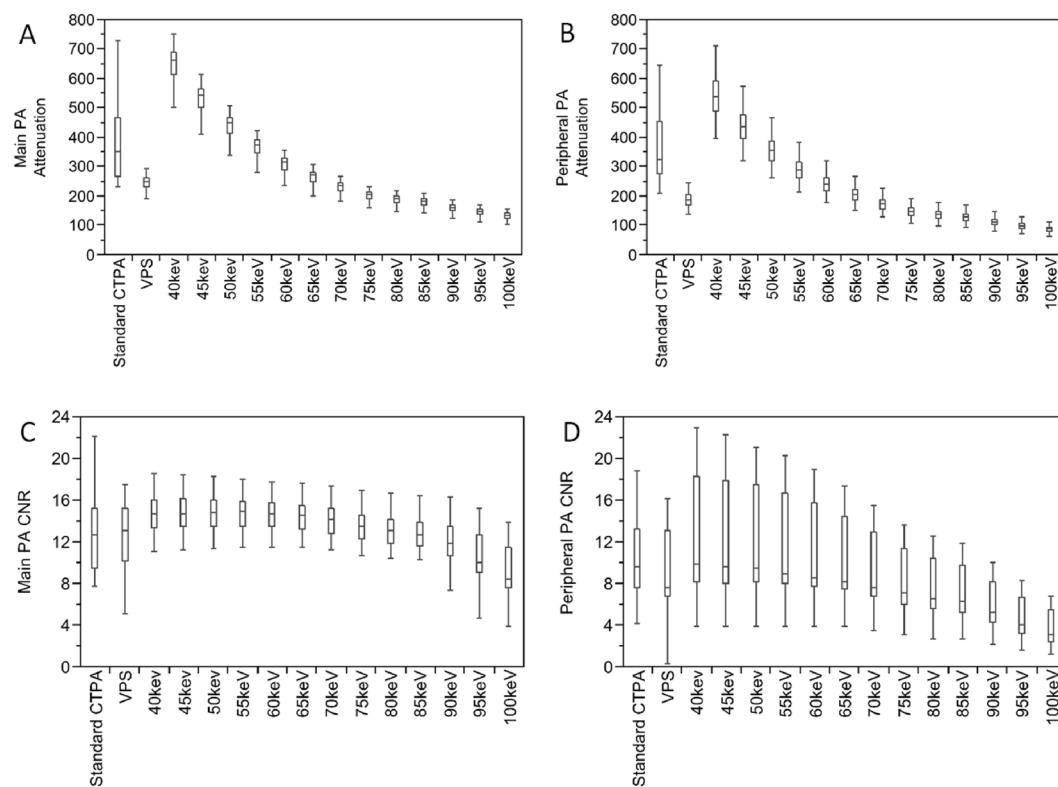 A
Main PA
Attenuation
800
700
600
500
400
300
200
100
0
Standard CTPA
VPS
40kev
45kev
50kev
55keV
60keV
65keV
70keV
75keV
80keV
85keV
90keV
95keV
100keV
B
Peripheral PA
Attenuation
800
700
600
500
400
300
200
100
0
Standard CTPA
VPS
40kev
45kev
50kev
55keV
60keV
65keV
70keV
75keV
80keV
85keV
90keV
95keV
100keV
C
Main PA CNR
24
20
16
12
8
4
0
Standard CTPA
VPS
40kev
45kev
50kev
55keV
60keV
65keV
70keV
75keV
80keV
85keV
90keV
95keV
100keV
D
Peripheral PA CNR
24
20
16
12
8
4
0
Standard CTPA
VPS
40kev
45kev
50kev
55keV
60keV
65keV
70keV
75keV
80keV
85keV
90keV
95keV
100keV